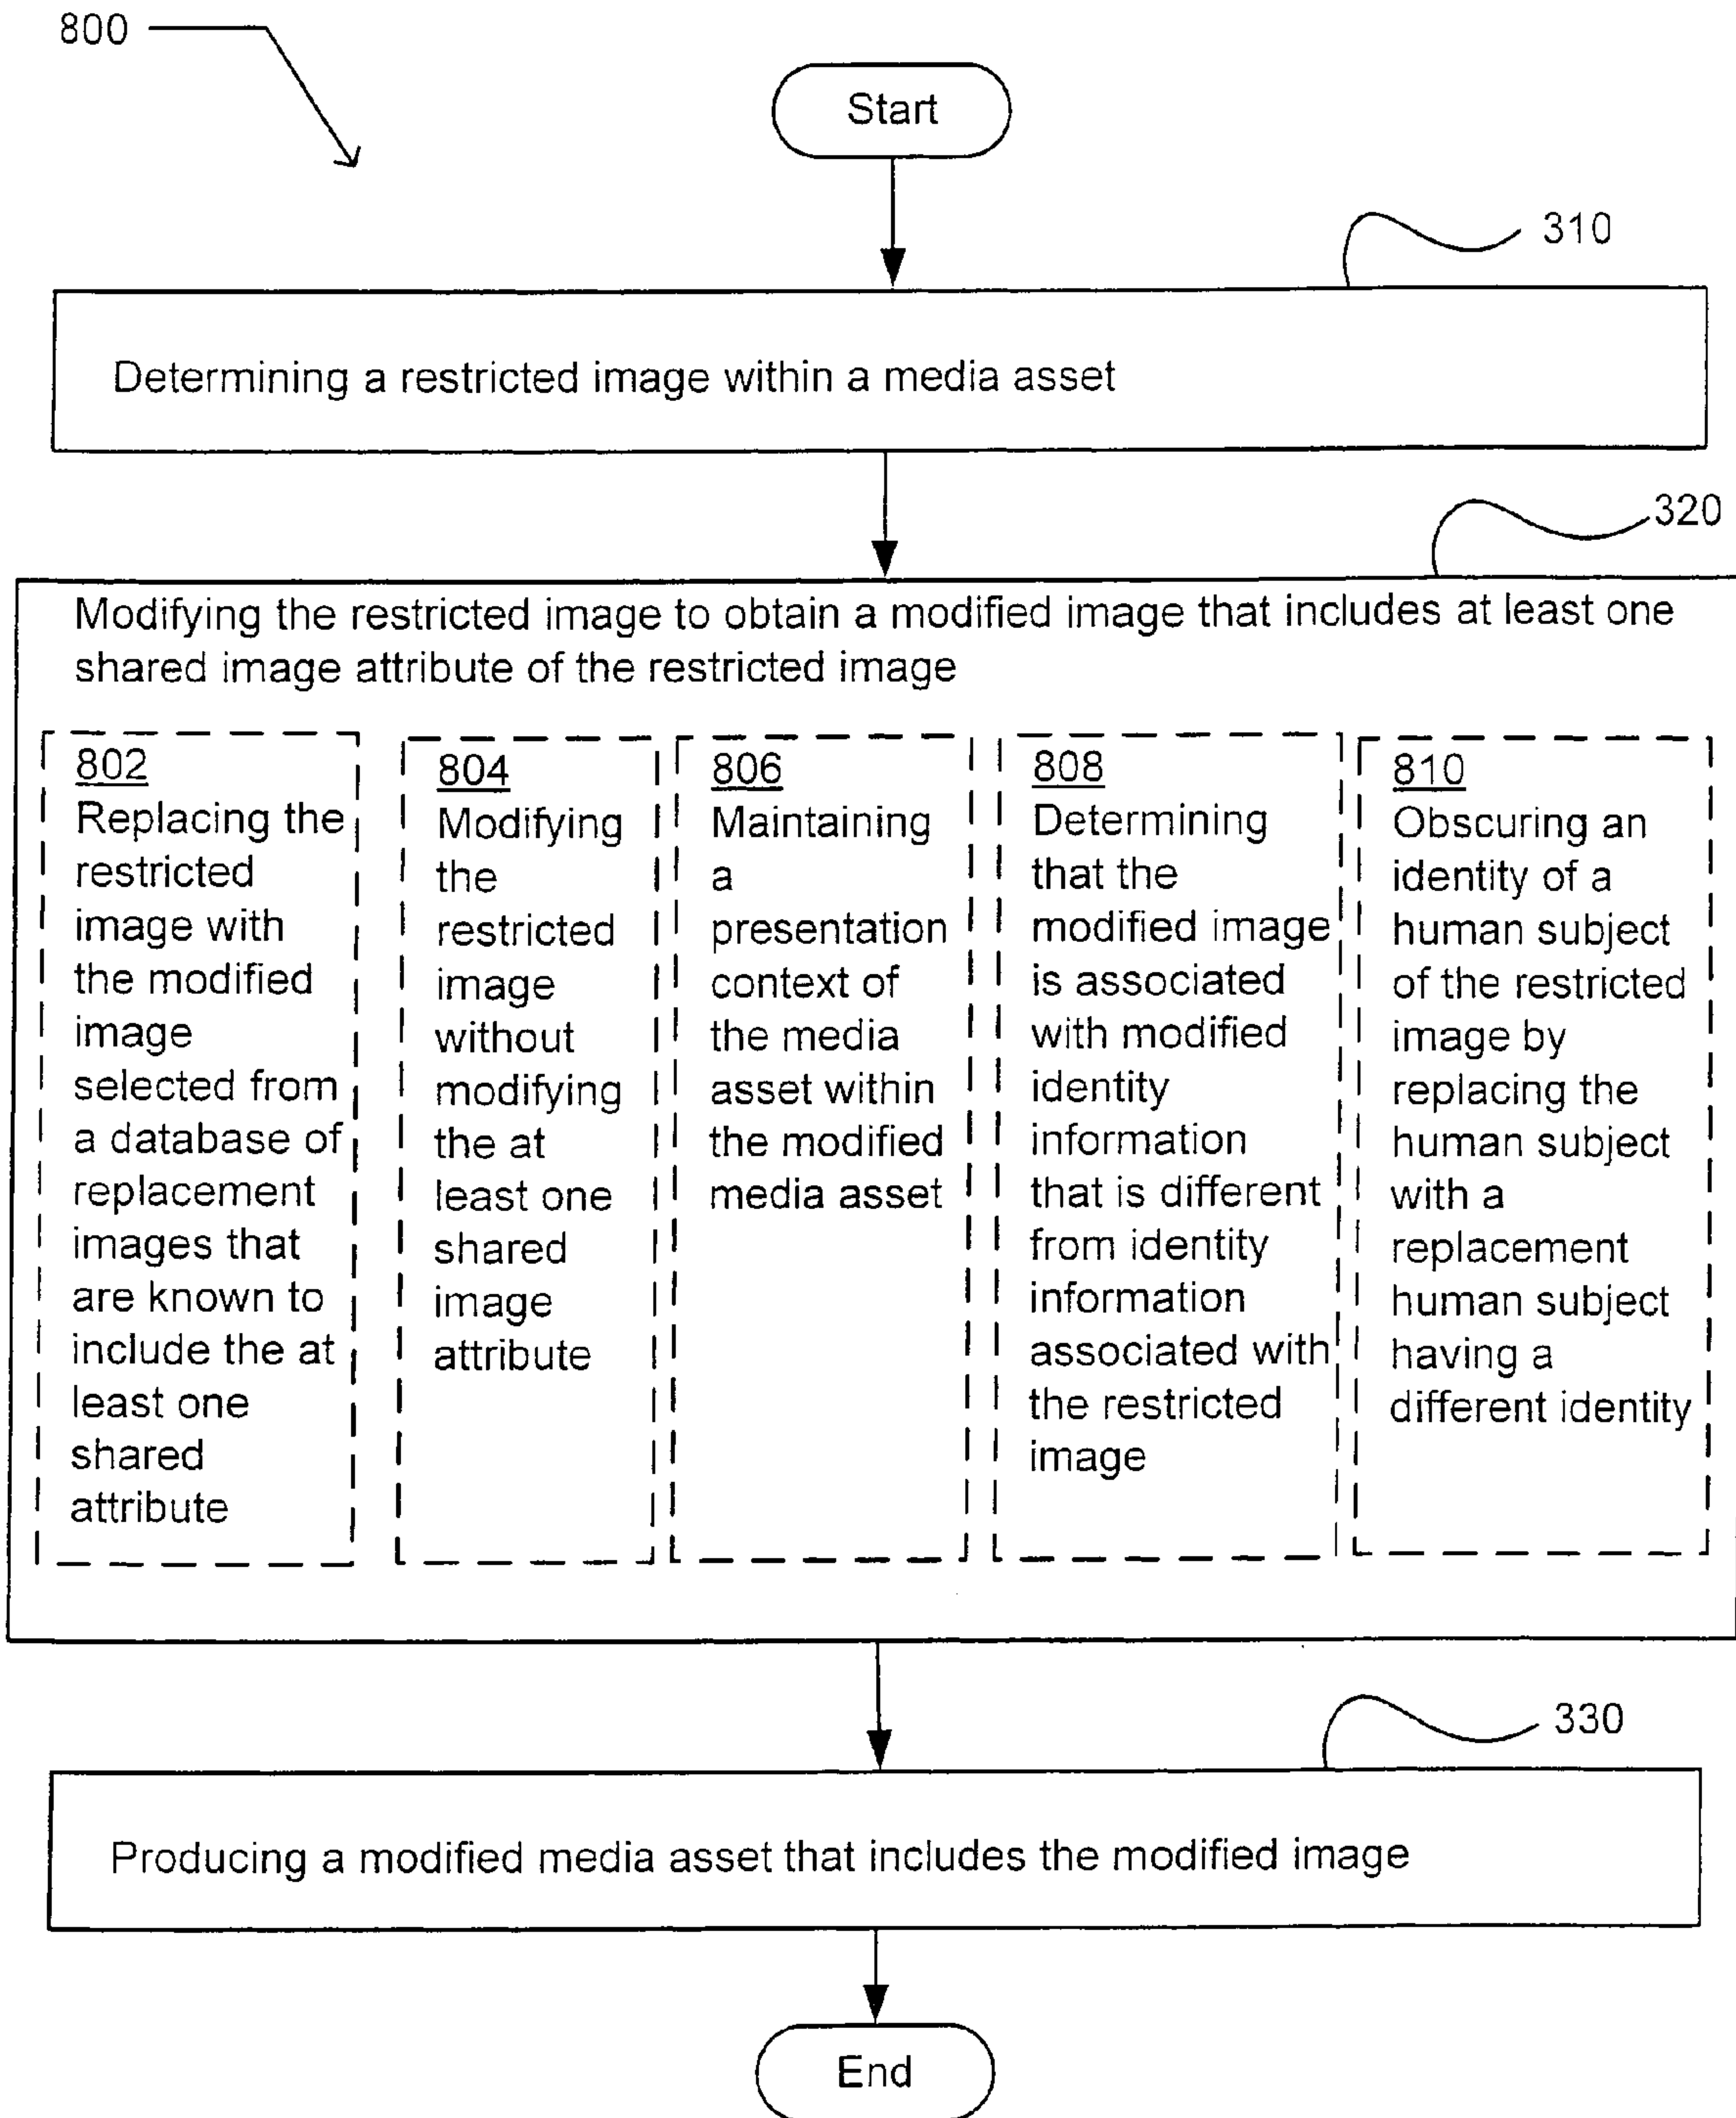 800
Start
310
Determining a restricted image within a media asset
320
Modifying the restricted image to obtain a modified image that includes at least one
shared image attribute of the restricted image
802
Replacing the
restricted
image with
the modified
image
selected from
a database of
replacement
images that
are known to
include the at
least one
shared
attribute
804
Modifying
the
restricted
image
without
modifying
the at
least one
shared
image
attribute
806
Maintaining
a
presentation
context of
the media
asset within
the modified
media asset
808
Determining
that the
modified image
is associated
with modified
identity
information
that is different
from identity
information
associated with
the restricted
image
810
Obscuring an
identity of a
human subject
of the restricted
image by
replacing the
human subject
with a
replacement
human subject
having a
different identity
330
Producing a modified media asset that includes the modified image
End